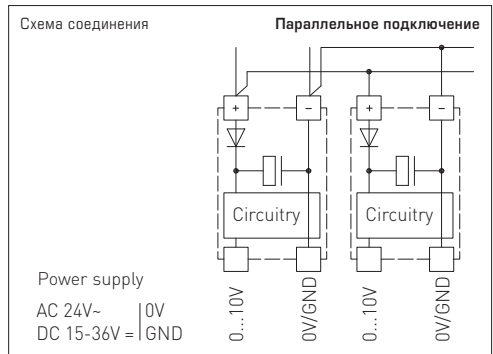 Схема соединения
Параллельное подключение
+ − + −
Circuitry Circuitry
Power supply
AC 24V~ 0V
DC 15-36V = GND
0...10V
0V/GND
0...10V
0V/GND